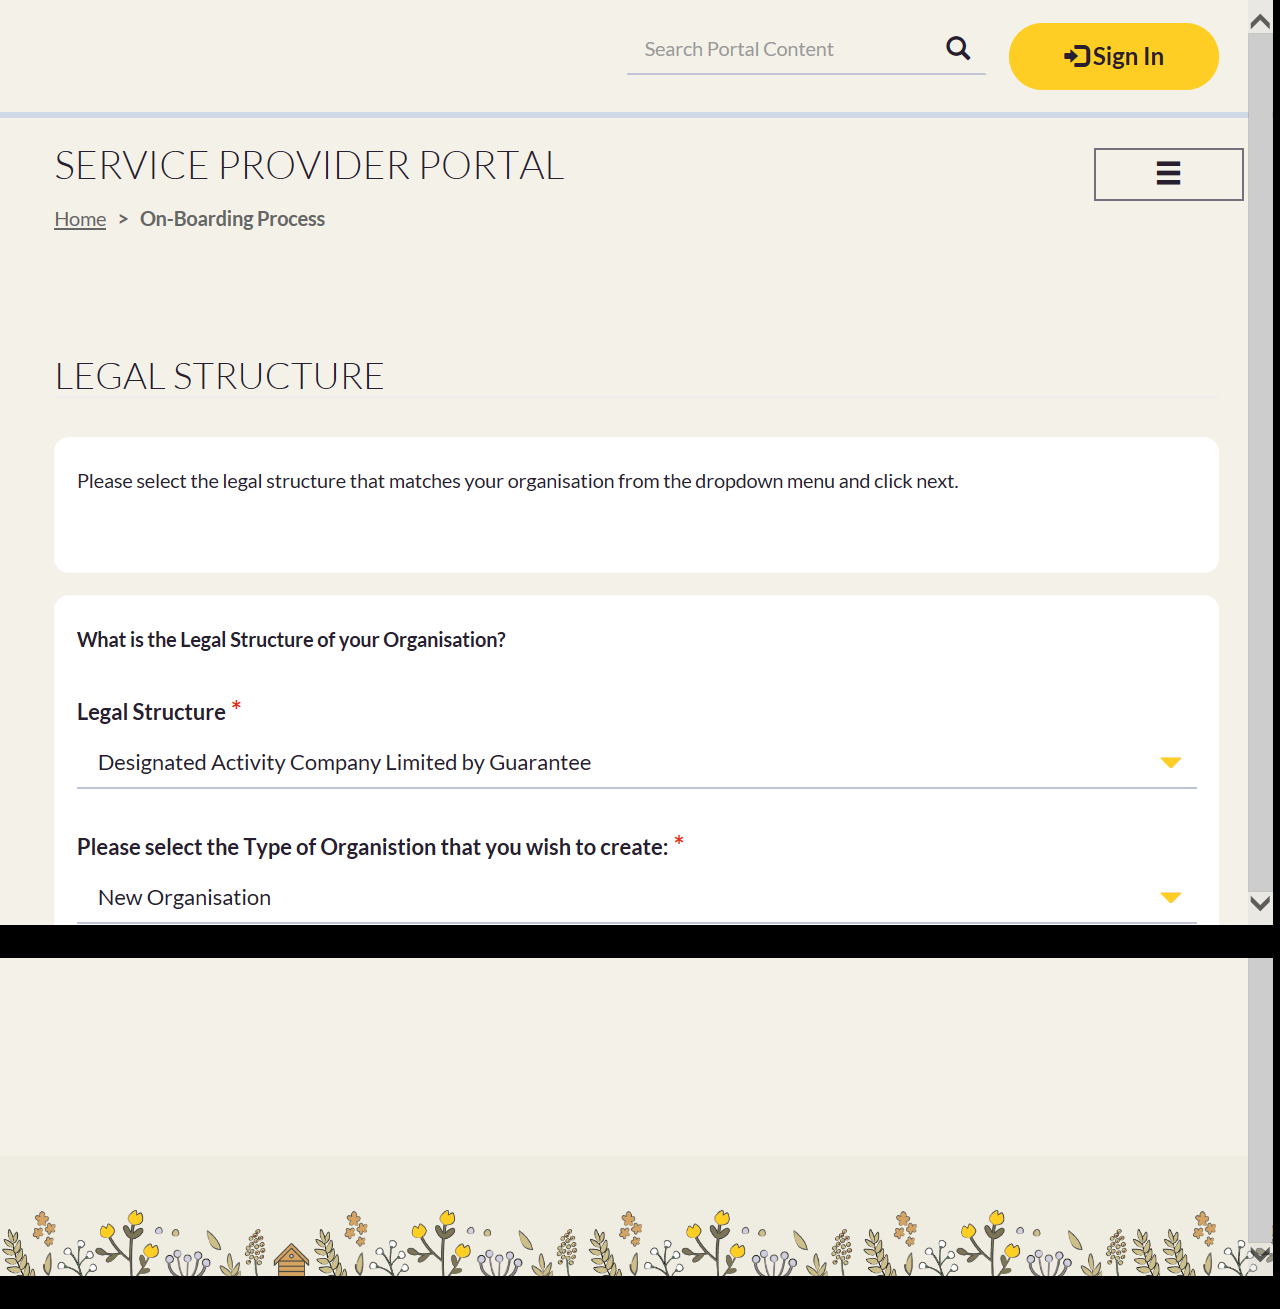 Search Portal Content
Sign In
SERVICE PROVIDER PORTAL
Home > On-Boarding Process
LEGAL STRUCTURE
Please select the legal structure that matches your organisation from the dropdown menu and click next.
What is the Legal Structure of your Organisation?
Legal Structure *
Designated Activity Company Limited by Guarantee
Please select the Type of Organistion that you wish to create: *
New Organisation